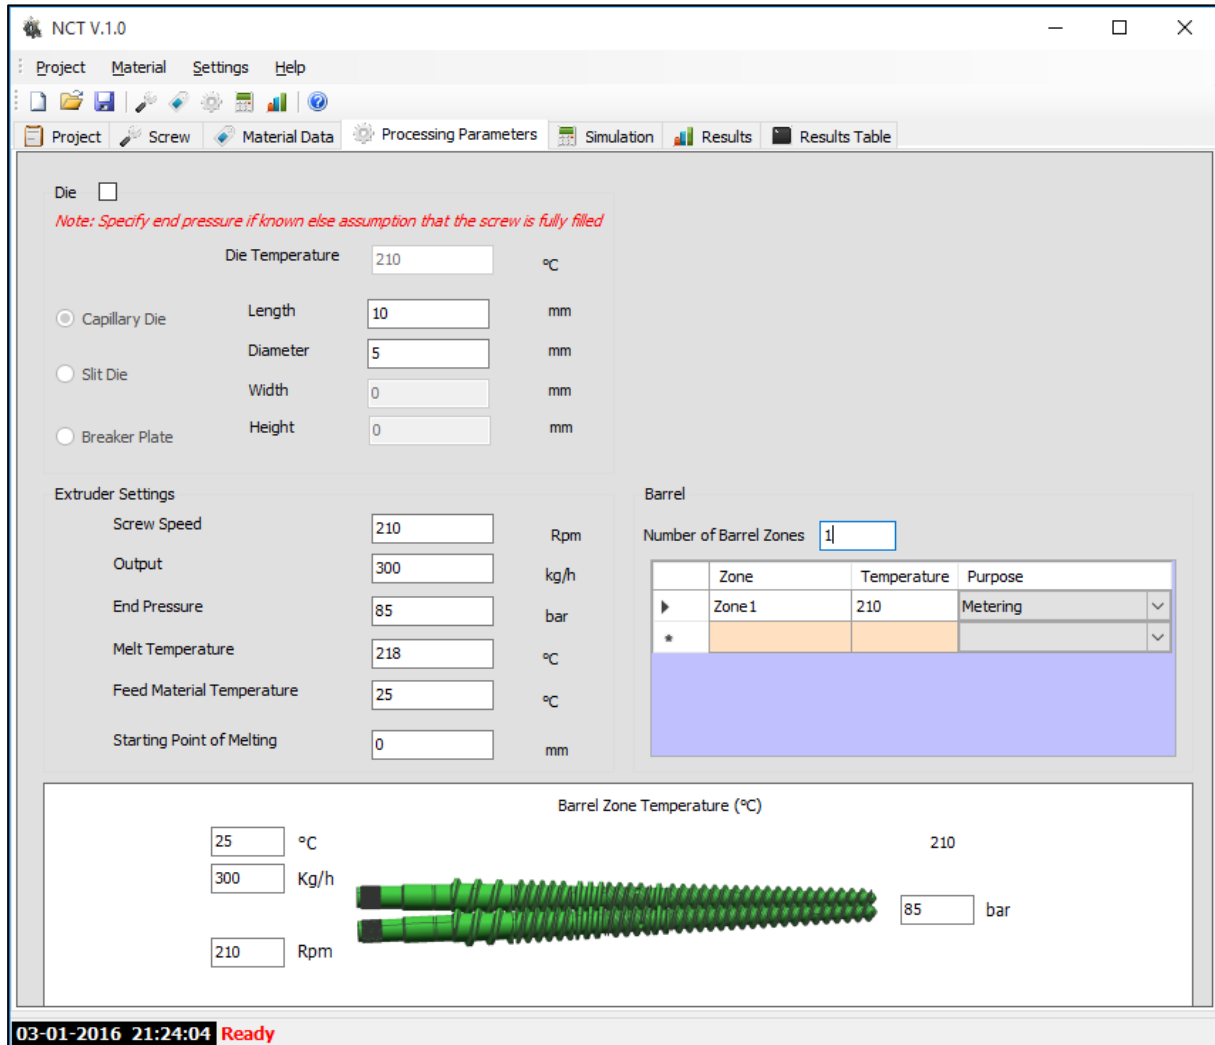 NCT V.1.0
Project Material Settings Help
Project Screw Material Data Processing Parameters Simulation Results Results Table
Die
Note: Specify end pressure if known else assumption that the screw is fully filled
Die Temperature 210 °C
Capillary Die
Length 10 mm
Diameter 5 mm
Slit Die
Width 0 mm
Breaker Plate
Height 0 mm
Extruder Settings
Screw Speed 210 Rpm
Output 300 kg/h
End Pressure 85 bar
Melt Temperature 218 °C
Feed Material Temperature 25 °C
Starting Point of Melting 0 mm
Barrel
Number of Barrel Zones 1
Zone Temperature Purpose
Zone1 210 Metering
Barrel Zone Temperature (°C)
25 °C
210
300 Kg/h
85 bar
210 Rpm
03-01-2016 21:24:04 Ready